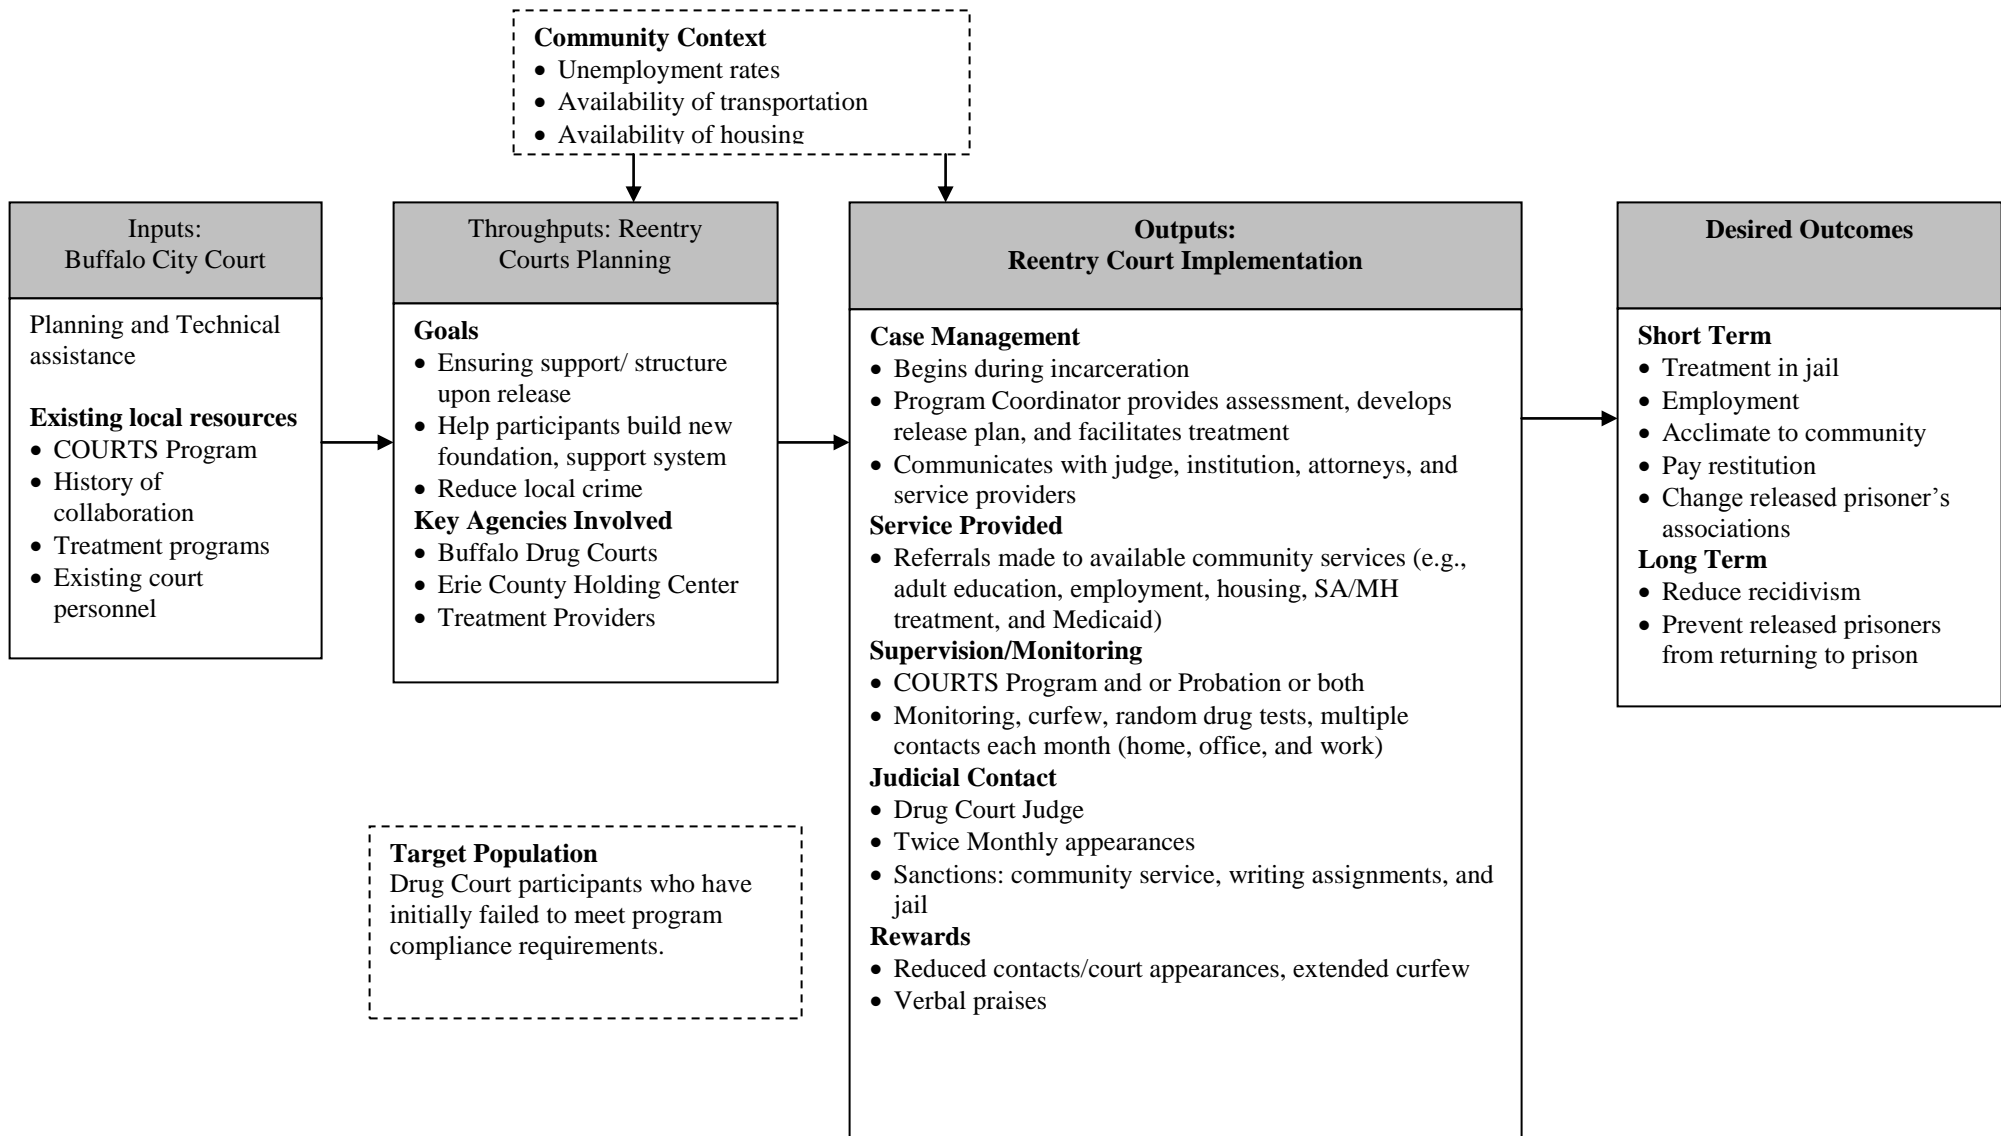 Community Context
• Unemployment rates
• Availability of transportation
• Availability of housing
Inputs:
Buffalo City Court
Planning and Technical
assistance
Existing local resources
• COURTS Program
• History of
collaboration
• Treatment programs
• Existing court
personnel
Throughputs: Reentry
Courts Planning
Goals
• Ensuring support/ structure
upon release
• Help participants build new
foundation, support system
• Reduce local crime
Key Agencies Involved
• Buffalo Drug Courts
• Erie County Holding Center
• Treatment Providers
Target Population
Drug Court participants who have
initially failed to meet program
compliance requirements.
Outputs:
Reentry Court Implementation
Case Management
• Begins during incarceration
• Program Coordinator provides assessment, develops
release plan, and facilitates treatment
• Communicates with judge, institution, attorneys, and
service providers
Service Provided
• Referrals made to available community services (e.g.,
adult education, employment, housing, SA/MH
treatment, and Medicaid)
Supervision/Monitoring
• COURTS Program and or Probation or both
• Monitoring, curfew, random drug tests, multiple
contacts each month (home, office, and work)
Judicial Contact
• Drug Court Judge
• Twice Monthly appearances
• Sanctions: community service, writing assignments, and
jail
Rewards
• Reduced contacts/court appearances, extended curfew
• Verbal praises
Desired Outcomes
Short Term
• Treatment in jail
• Employment
• Acclimate to community
• Pay restitution
• Change released prisoner’s
associations
Long Term
• Reduce recidivism
• Prevent released prisoners
from returning to prison